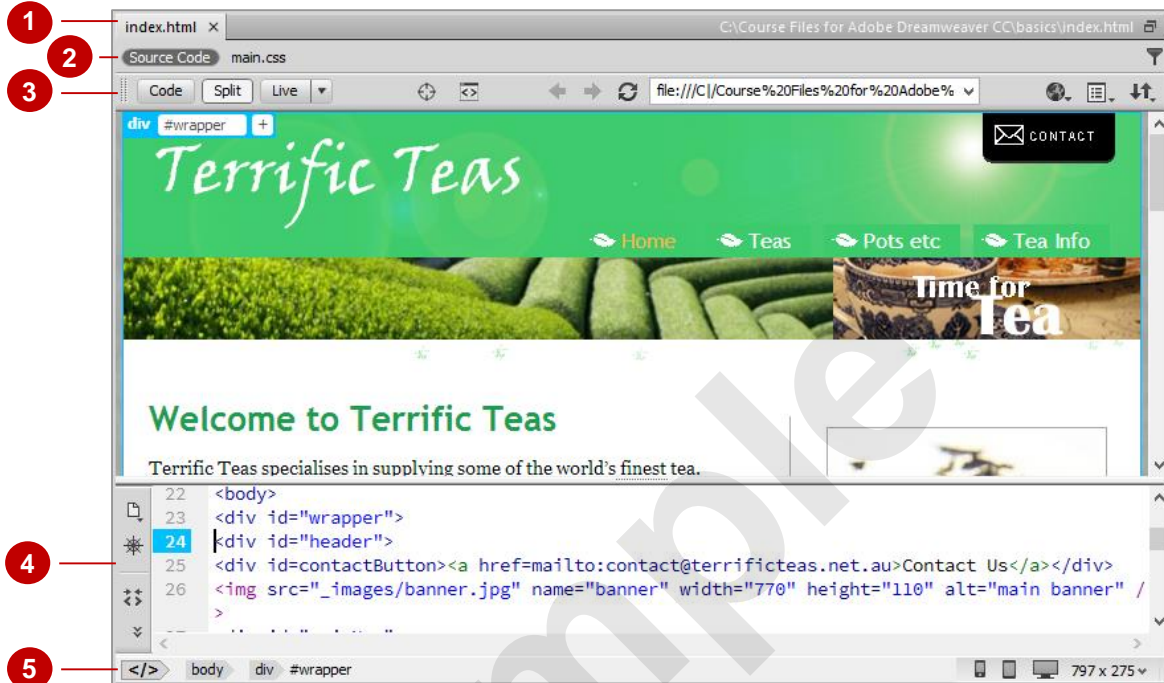 1
index.html ×
C:\Course Files for Adobe Dreamweaver CC\basics\index.html
2
Source Code main.css
3
Code Split Live
file:///C|/Course%20Files%20for%20Adobe%
div #wrapper +
CONTACT
Terrific Teas
Home Teas Pots etc Tea Info
Time for
Tea
Welcome to Terrific Teas
Terrific Teas specialises in supplying some of the world's finest tea.
22 <body>
23 <div id="wrapper">
24 <div id="header">
25 <div id=contactButton><a href=mailto:contact@terrificteas.net.au>Contact Us</a></div>
26 <img src="_images/banner.jpg" name="banner" width="770" height="110" alt="main banner" /
>
4
5
</> body div #wrapper
797 x 275